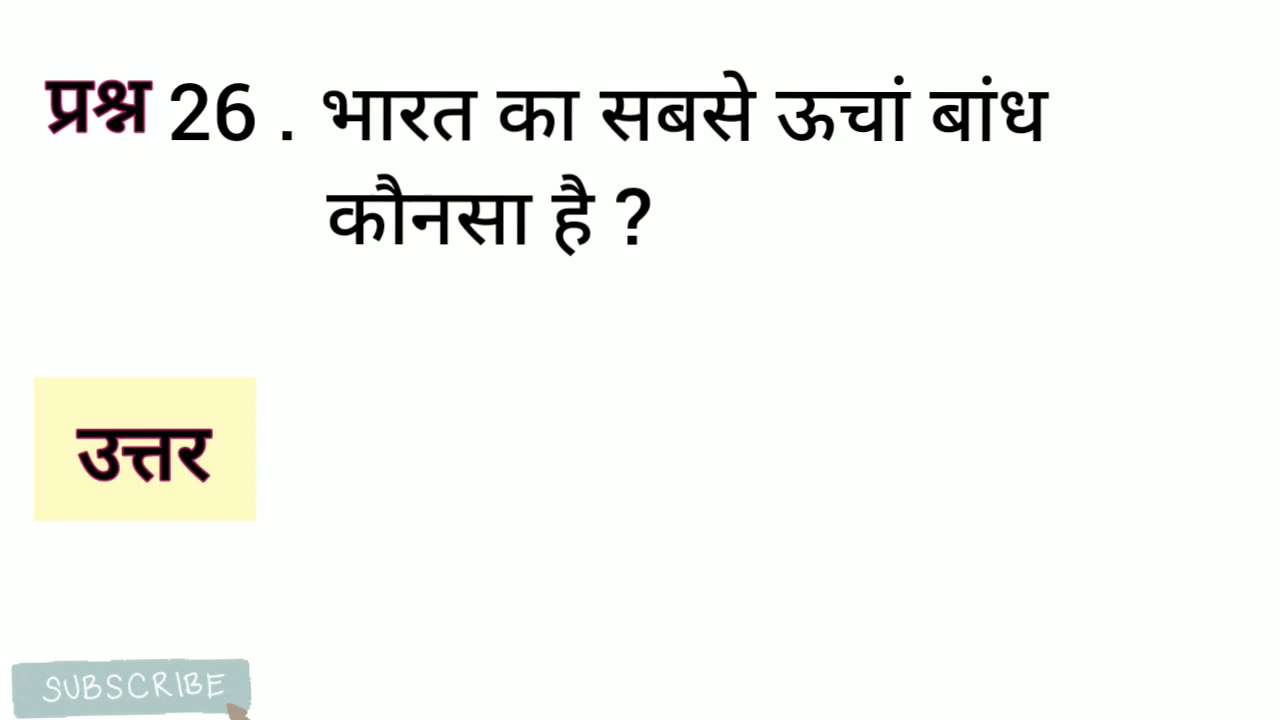 प्रश्न 26 . भारत का सबसे ऊचां बांध
कौनसा है ?
उत्तर
SUBSCRIBE